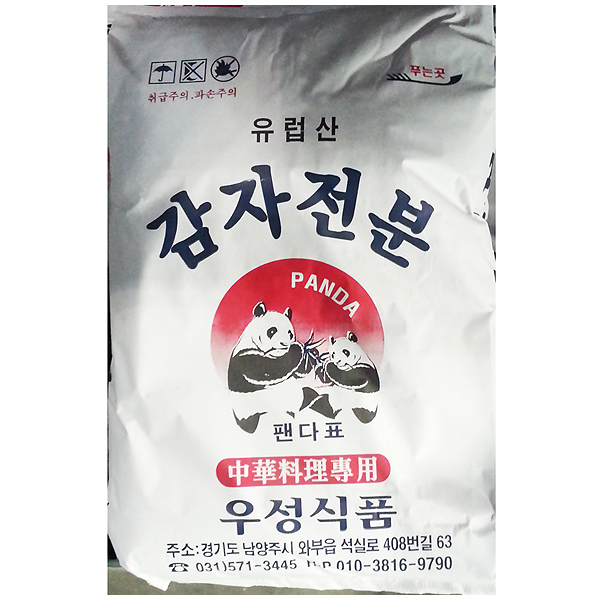 푸는곳
취급주의.파손주의
유럽산
감자전분
PANDA
팬다표
中華料理專用
우성식품
주소:경기도 남양주시 와부읍 석실로 408번길 63
☎ 031)571-3445 H.P 010-3816-9790